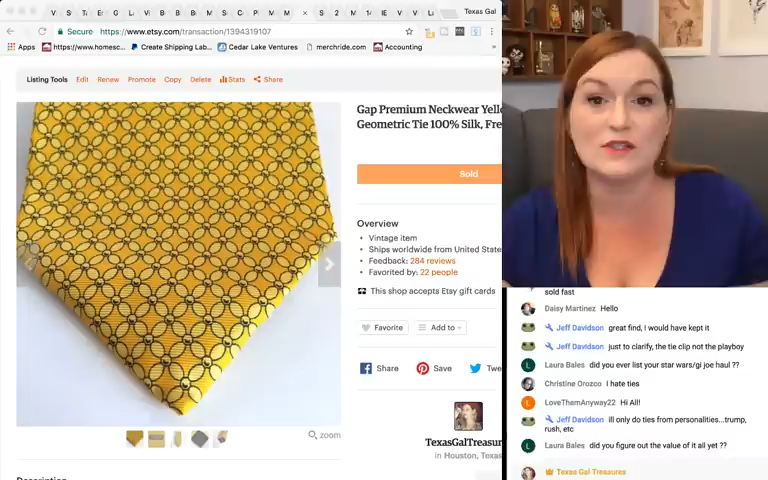 Texas Gal
Secure https://www.etsy.com/transaction/1394319107
Apps https://www.homesc... Create Shipping Lab... Cedar Lake Ventures merchride.com Accounting »
Listing Tools Edit Renew Promote Copy Delete Stats Share
Gap Premium Neckwear Yell
Geometric Tie 100% Silk, Fre
Sold
Overview
• Vintage item
• Ships worldwide from United State
• Feedback: 284 reviews
• Favorited by: 22 people
This shop accepts Etsy gift cards
Favorite Add to
Share Save Twe
zoom
TexasGalTreasur
in Houston, Texas
sold fast
Daisy Martinez Hello
Jeff Davidson great find, I would have kept it
Jeff Davidson just to clarify, the tie clip not the playboy
Laura Bales did you ever list your star wars/gi joe haul ??
Christine Orozco I hate ties
LoveThemAnyway22 Hi All!
Jeff Davidson ill only do ties from personalities...trump,
rush, etc
Laura Bales did you figure out the value of it all yet ??
Texas Gal Treasures